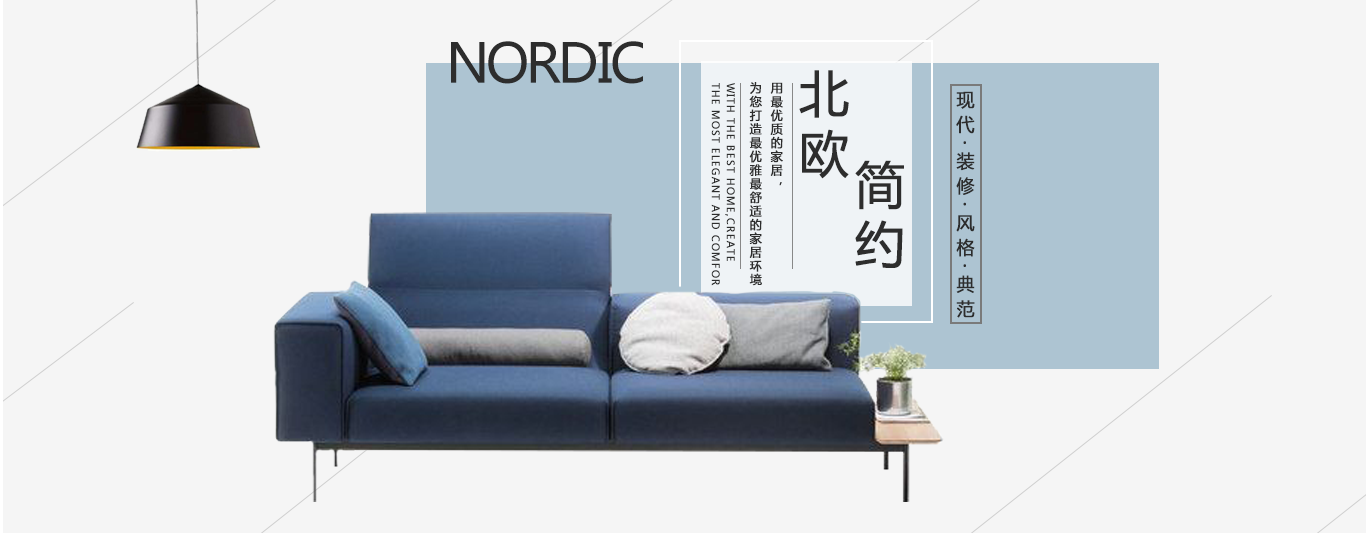 NORDIC
北欧
简约
用最优质的家居，
为您打造最优雅最舒适的家居环境
WITH THE BEST HOME,CREATE
THE MOST ELEGANT AND COMFOR
现代·装修·风格·典范